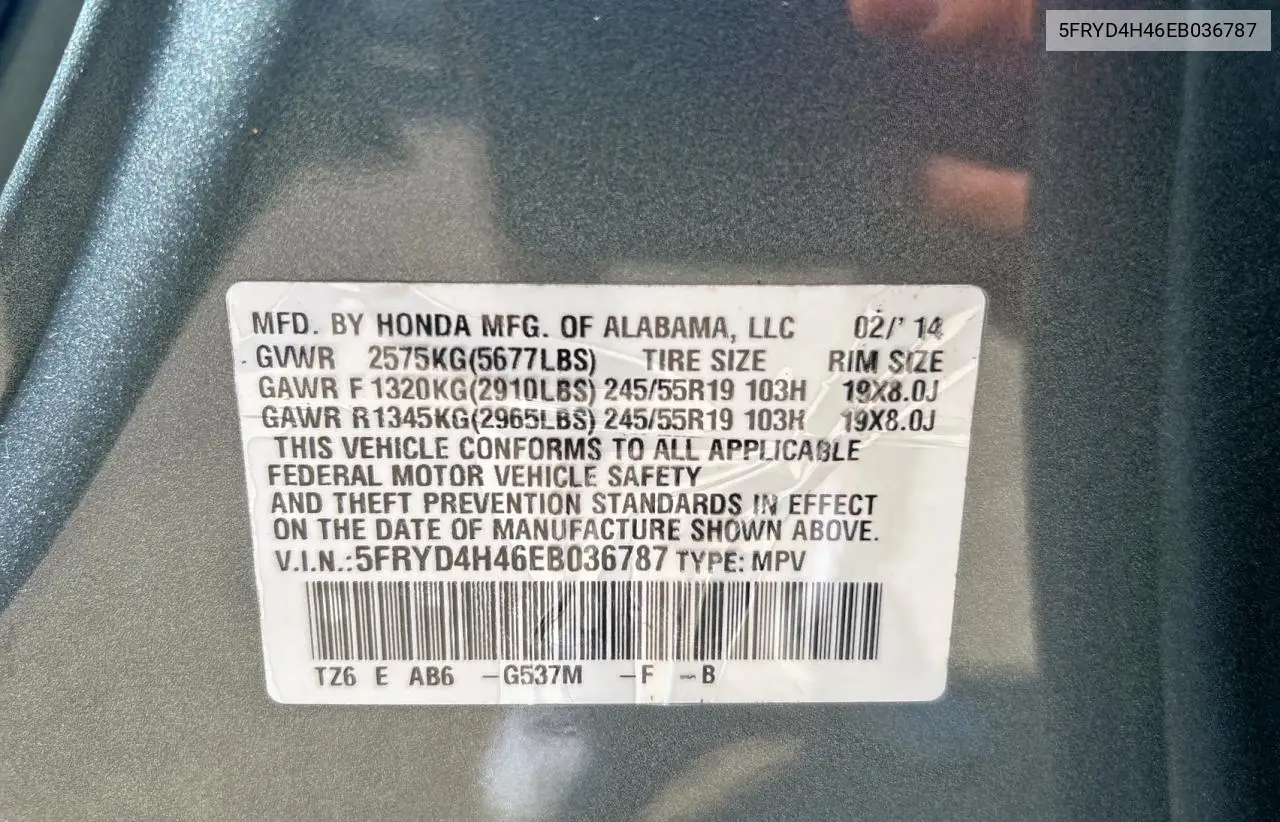 5FRYD4H46EB036787
MFD. BY HONDA MFG. OF ALABAMA, LLC 02/' 14
GVWR 2575KG(5677LBS) TIRE SIZE RIM SIZE
GAWR F 1320KG(2910LBS) 245/55R19 103H 19X8.0J
GAWR R1345KG(2965LBS) 245/55R19 103H 19X8.0J
THIS VEHICLE CONFORMS TO ALL APPLICABLE
FEDERAL MOTOR VEHICLE SAFETY
AND THEFT PREVENTION STANDARDS IN EFFECT
ON THE DATE OF MANUFACTURE SHOWN ABOVE.
V.I.N.:5FRYD4H46EB036787 TYPE: MPV
TZ6 E AB6 –G537M –F –B